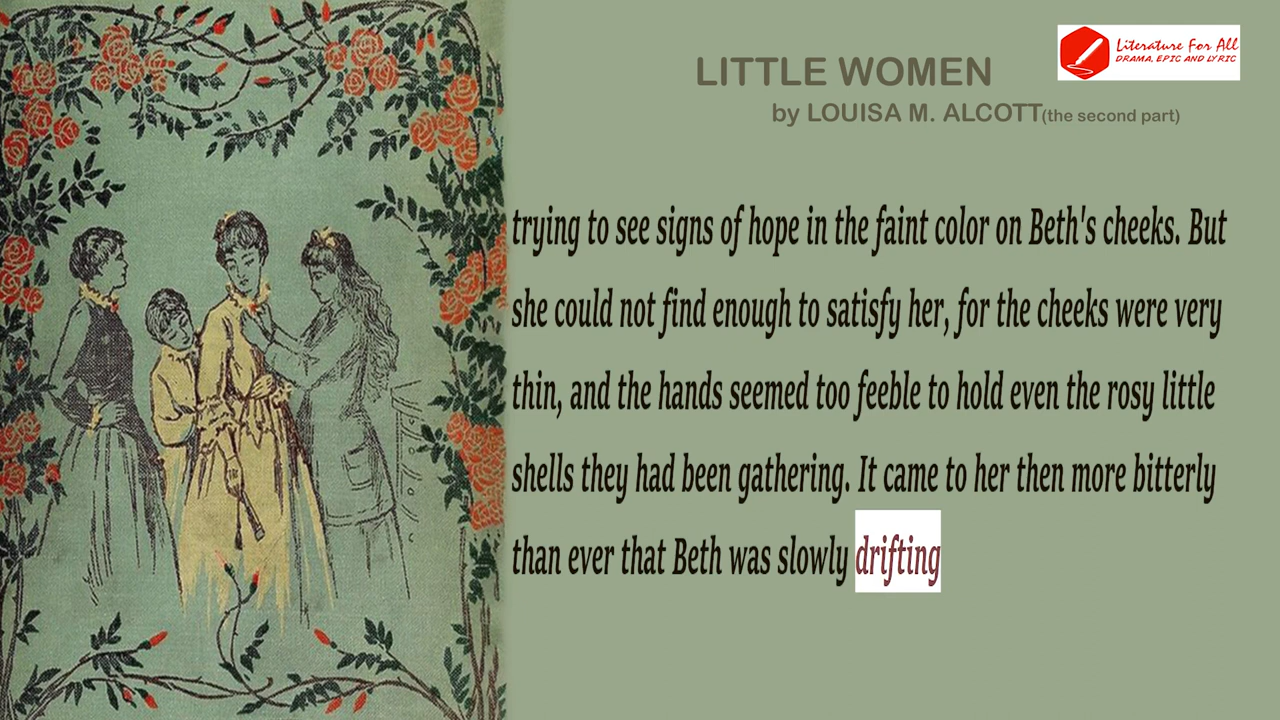 LITTLE WOMEN
by LOUISA M. ALCOTT(the second part)
Literature For All
DRAMA, EPIC AND LYRIC
trying to see signs of hope in the faint color on Beth's cheeks. But
she could not find enough to satisfy her, for the cheeks were very
thin, and the hands seemed too feeble to hold even the rosy little
shells they had been gathering. It came to her then more bitterly
than ever that Beth was slowly drifting